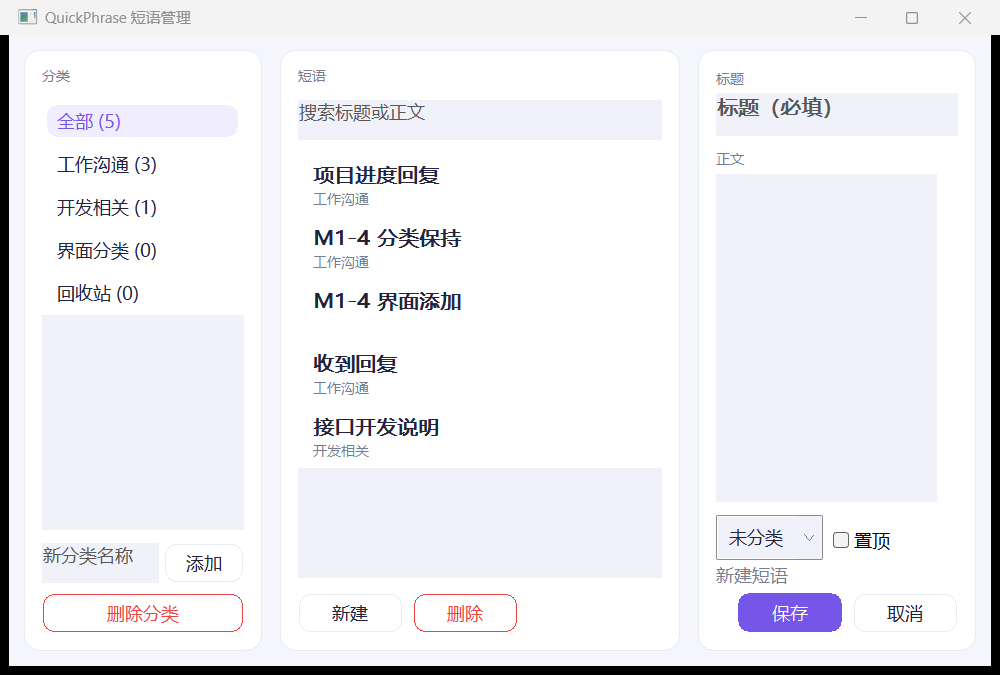 QuickPhrase 短语管理
分类
全部 (5)
工作沟通 (3)
开发相关 (1)
界面分类 (0)
回收站 (0)
新分类名称
添加
删除分类
短语
搜索标题或正文
项目进度回复
工作沟通
M1-4 分类保持
工作沟通
M1-4 界面添加
收到回复
工作沟通
接口开发说明
开发相关
新建
删除
标题
标题（必填）
正文
未分类
置顶
新建短语
保存
取消